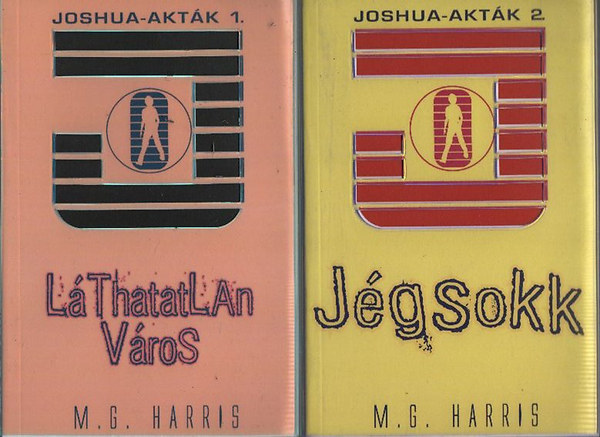 JOSHUA-AKTÁK 1.
LáThatatLAn
VároS
M.G. HARRIS
JOSHUA-AKTÁK 2.
Jégsokk
M.G. HARRIS